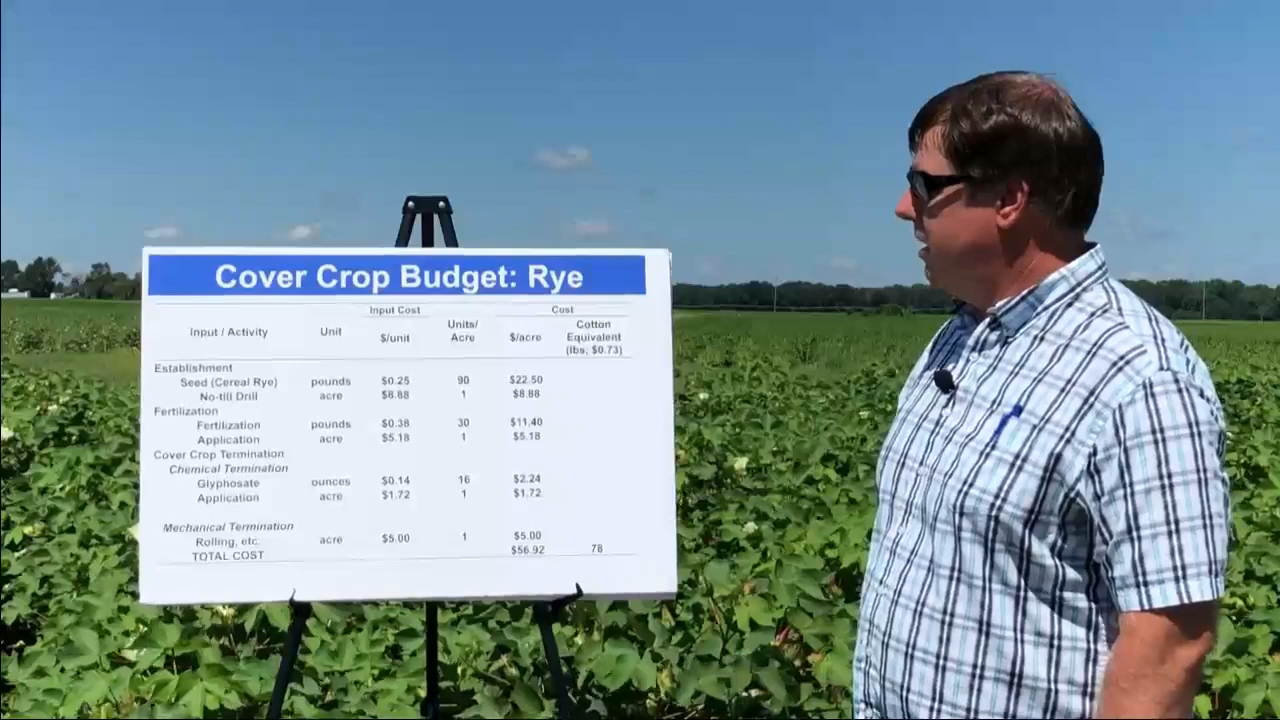 Cover Crop Budget: Rye
Input Cost Cost
Input / Activity Unit $/unit Units/ Acre $/acre Cotton Equivalent (lbs, $0.73)
Establishment
Seed (Cereal Rye) pounds $0.25 90 $22.50
No-till Drill acre $8.88 1 $8.88
Fertilization
Fertilization pounds $0.38 30 $11.40
Application acre $5.18 1 $5.18
Cover Crop Termination
Chemical Termination
Glyphosate ounces $0.14 16 $2.24
Application acre $1.72 1 $1.72
Mechanical Termination
Rolling, etc. acre $5.00 1 $5.00
TOTAL COST $56.92 78